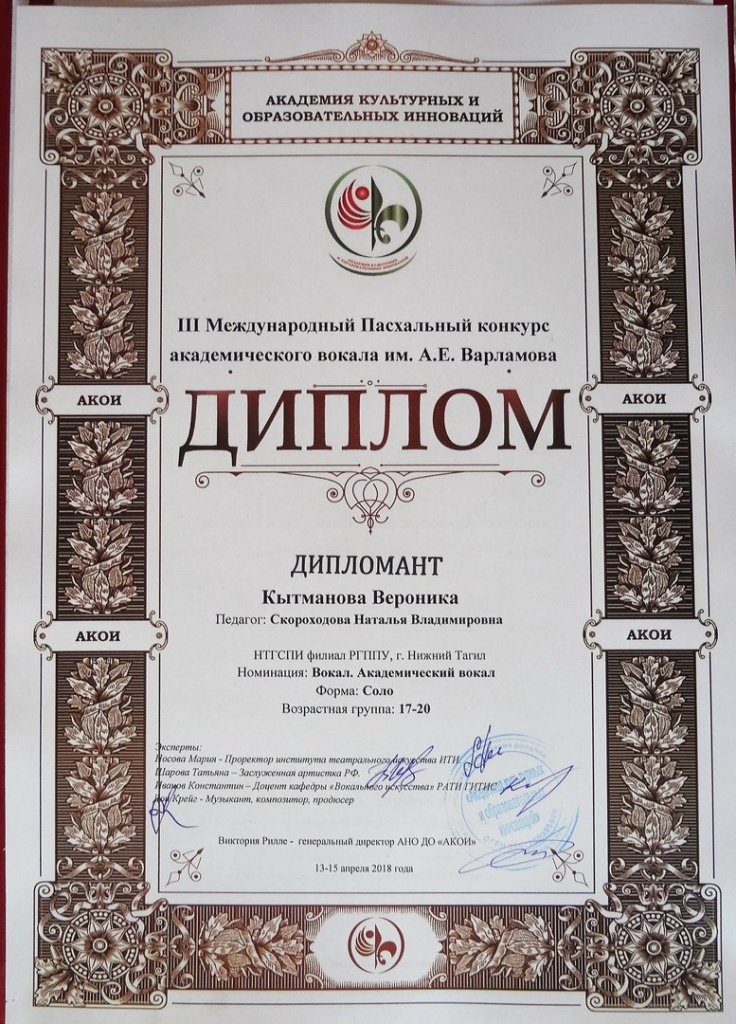 АКАДЕМИЯ КУЛЬТУРНЫХ И
ОБРАЗОВАТЕЛЬНЫХ ИННОВАЦИЙ
III Международный Пасхальный конкурс
академического вокала им. А.Е. Варламова
АКОИ
АКОИ
ДИПЛОМ
ДИПЛОМАНТ
Кытманова Вероника
Педагог: Скороходова Наталья Владимировна
АКОИ
АКОИ
НТГСПИ филиал РГППУ, г. Нижний Тагил
Номинация: Вокал. Академический вокал
Форма: Соло
Возрастная группа: 17-20
Эксперты:
Носова Мария - Проректор института театрального искусства ИТИ
Шарова Татьяна – Заслуженная артистка РФ.
Иванов Константин – Доцент кафедры «Вокального искусства» РАТИ ГИТИС
Крейг - Музыкант, композитор, продюсер
Виктория Рилле - генеральный директор АНО ДО «АКОИ»
13-15 апреля 2018 года